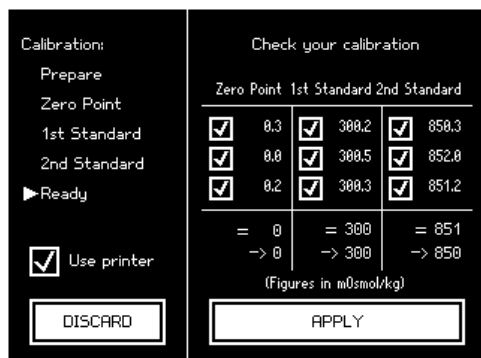 Calibration:
Prepare
Zero Point
1st Standard
2nd Standard
Ready
Use printer
DISCARD
Check your calibration
Zero Point 1st Standard 2nd Standard
0.3 300.2 850.3
0.0 300.5 852.0
0.2 300.3 851.2
= 0 = 300 = 851
-> 0 -> 300 -> 850
(Figures in mOsmol/kg)
APPLY